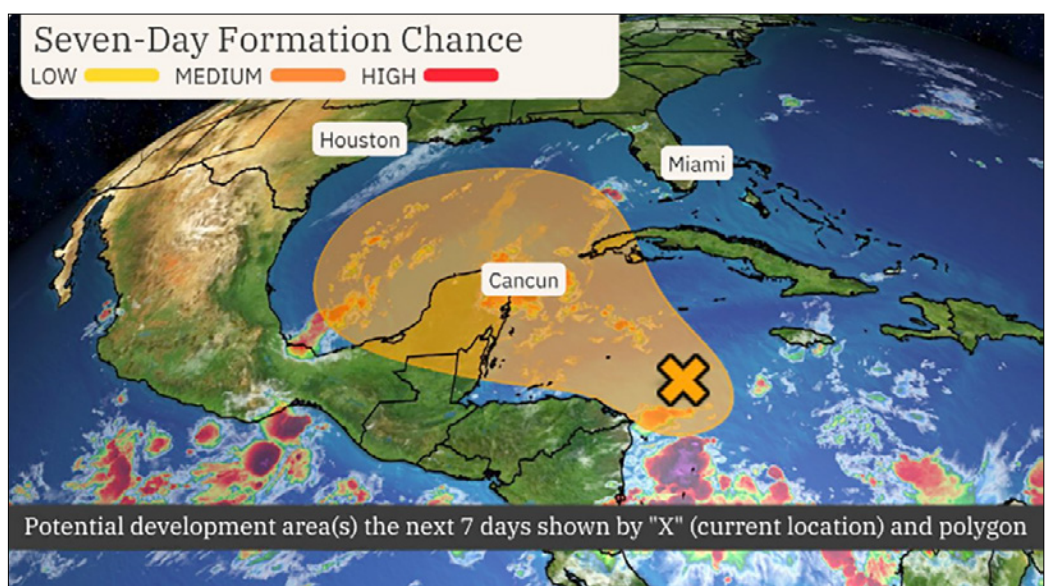 Seven-Day Formation Chance
LOW MEDIUM HIGH
Houston
Miami
Cancun
Potential development area(s) the next 7 days shown by "X" (current location) and polygon